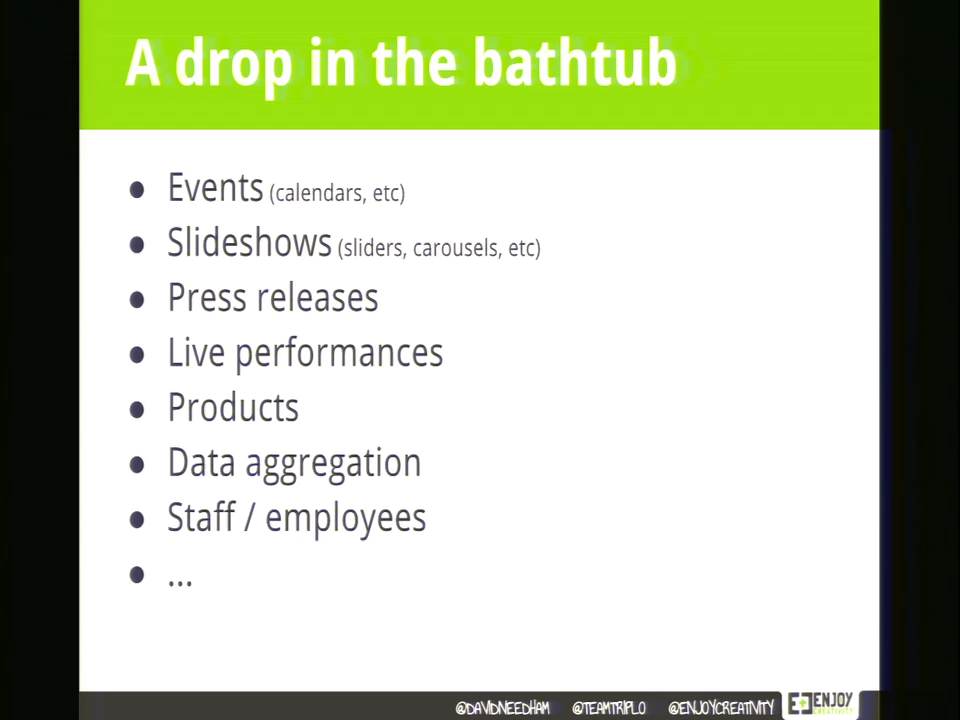 A drop in the bathtub
• Events (calendars, etc)
• Slideshows (sliders, carousels, etc)
• Press releases
• Live performances
• Products
• Data aggregation
• Staff / employees
• ...
@DAVIDNEEDHAM @TEAMTRIPLO @ENJOYCREATIVITY ENJOY
CREATIVITY